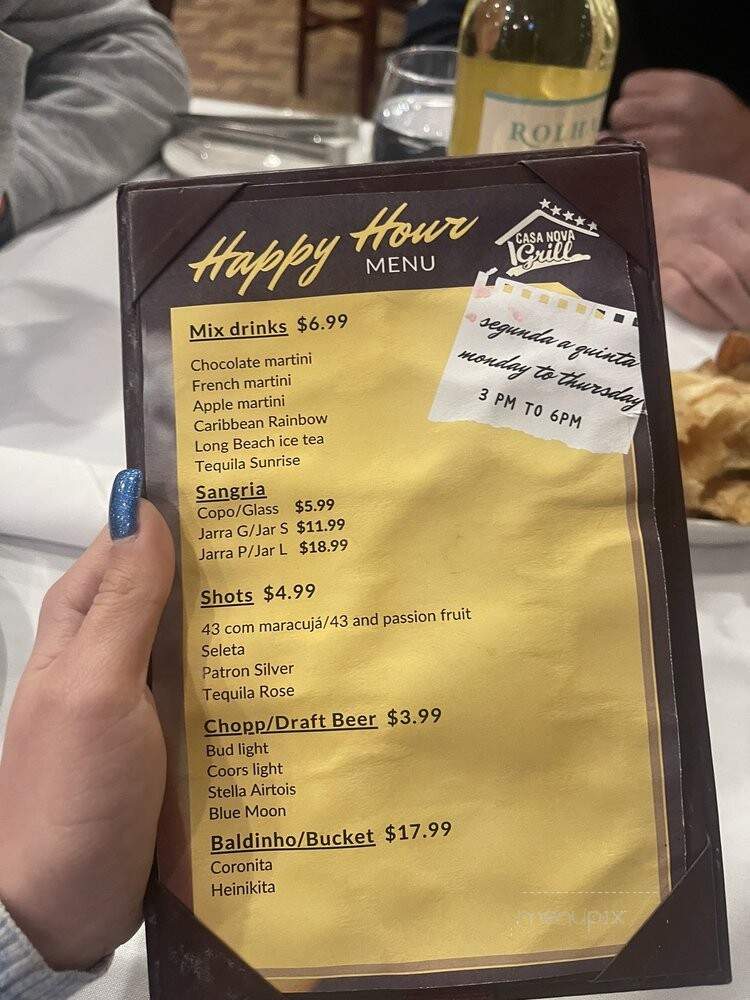 ROLH
Happy Hour
MENU
CASA NOVA
Grill
segunda a quinta
monday to thursday
3 PM TO 6PM
Mix drinks $6.99
Chocolate martini
French martini
Apple martini
Caribbean Rainbow
Long Beach ice tea
Tequila Sunrise
Sangria
Copo/Glass $5.99
Jarra G/Jar S $11.99
Jarra P/Jar L $18.99
Shots $4.99
43 com maracujá/43 and passion fruit
Seleta
Patron Silver
Tequila Rose
Chopp/Draft Beer $3.99
Bud light
Coors light
Stella Airtois
Blue Moon
Baldinho/Bucket $17.99
Coronita
Heinikita
menupix